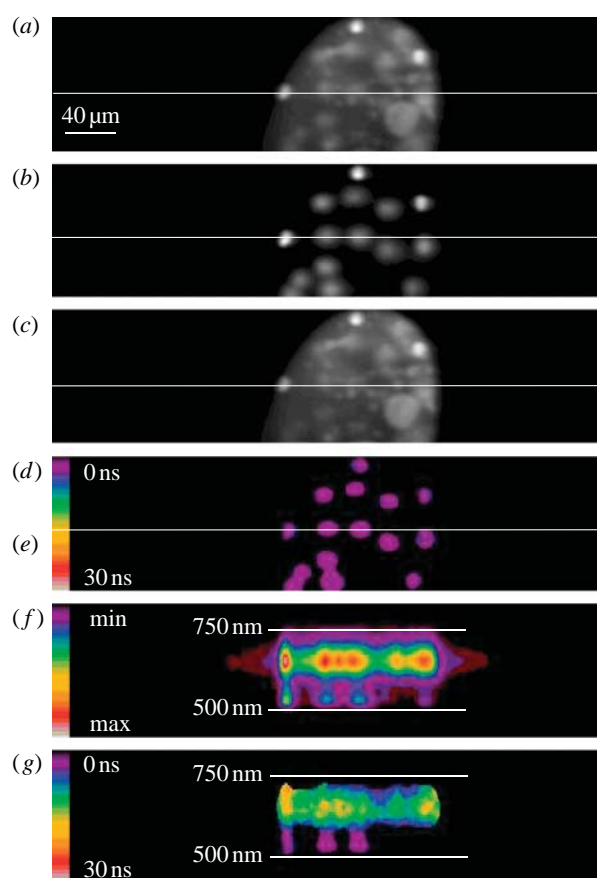 (a)
40 μm
(b)
(c)
(d)
0 ns
(e)
30 ns
(f)
min
750 nm
500 nm
max
(g)
0 ns
750 nm
500 nm
30 ns